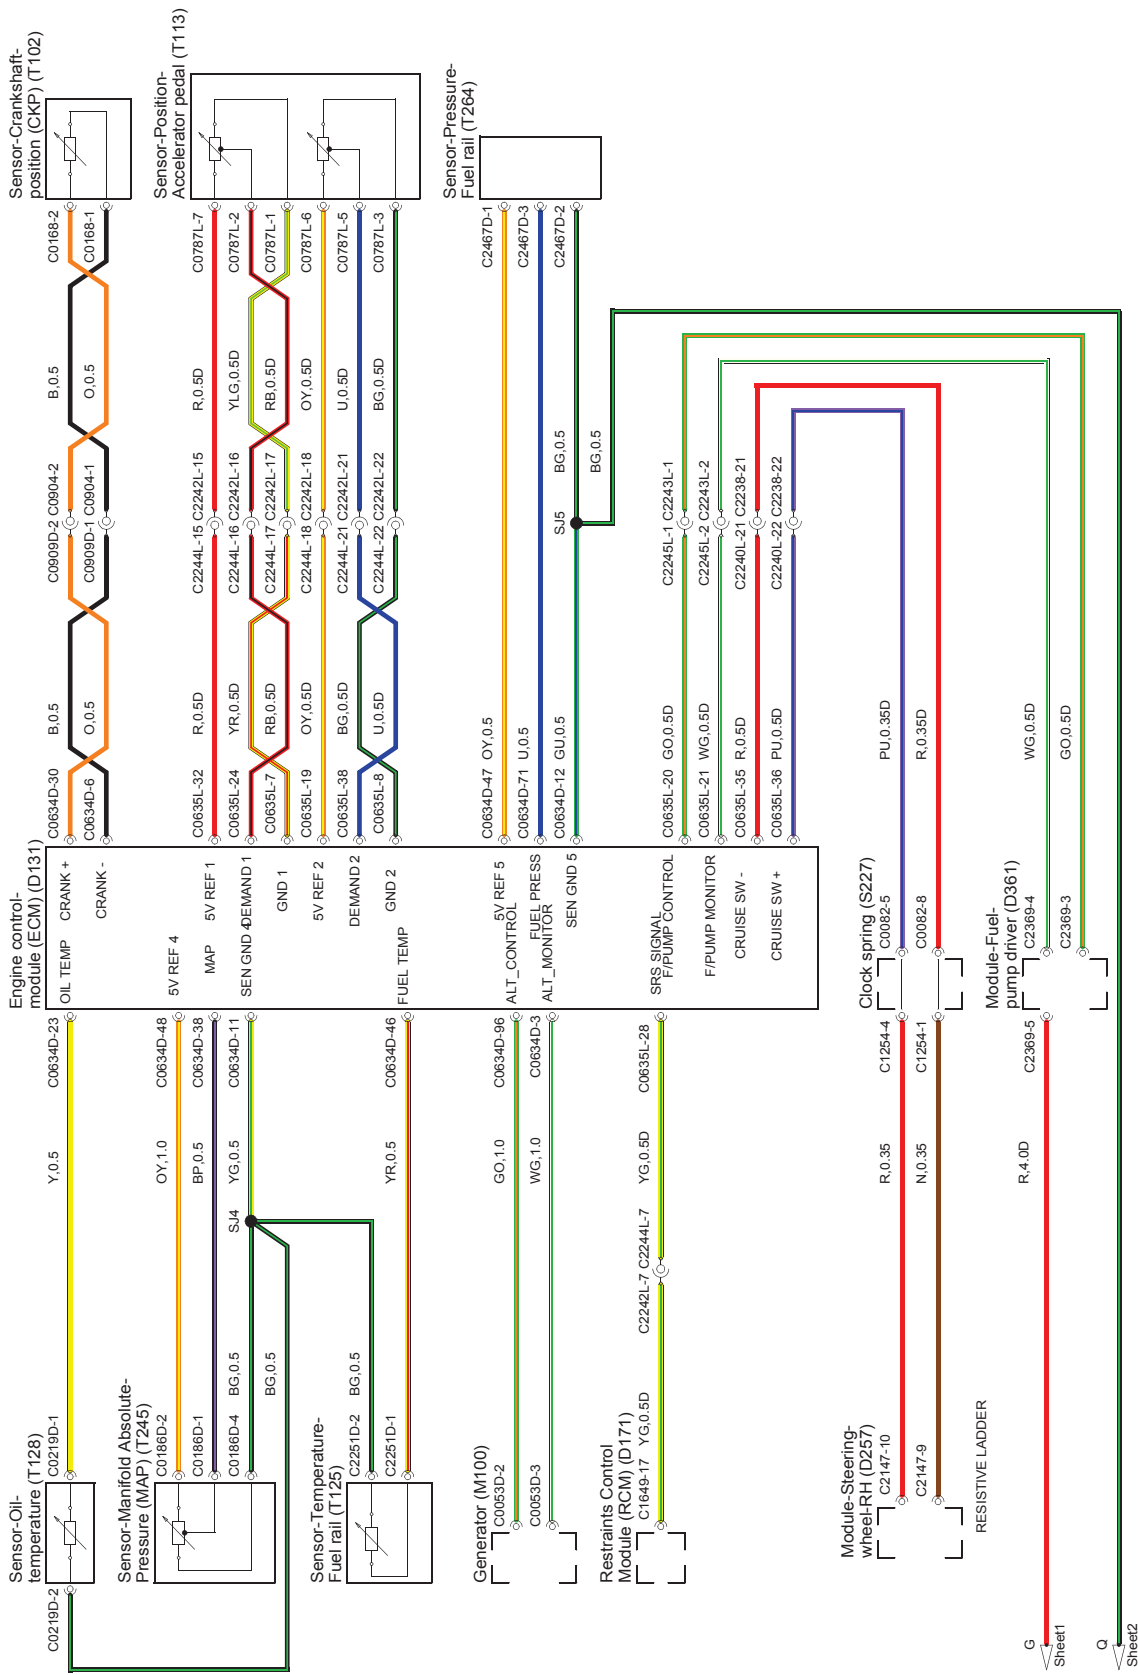 Sensor-Crankshaft-
position (CKP) (T102)
C0168-2
C0168-1
B,0.5
O,0.5
C0904-2
C0904-1
C0909D-2
C0909D-1
B,0.5
O,0.5
C0634D-30
C0634D-6
Sensor-Position-
Accelerator pedal (T113)
C0787L-7
C0787L-2
C0787L-1
C0787L-6
C0787L-5
C0787L-3
R,0.5D
YLG,0.5D
RB,0.5D
OY,0.5D
U,0.5D
BG,0.5D
C2242L-15
C2242L-16
C2242L-17
C2242L-18
C2242L-21
C2242L-22
C2244L-15
C2244L-16
C2244L-17
C2244L-18
C2244L-21
C2244L-22
R,0.5D
YR,0.5D
RB,0.5D
OY,0.5D
BG,0.5D
U,0.5D
C0635L-32
C0635L-24
C0635L-7
C0635L-19
C0635L-38
C0635L-8
Sensor-Pressure-
Fuel rail (T264)
C2467D-1
C2467D-3
C2467D-2
BG,0.5
BG,0.5
SJ5
OY,0.5
U,0.5
GU,0.5
C0634D-47
C0634D-71
C0634D-12
C2243L-1
C2243L-2
C2238-21
C2238-22
C2245L-1
C2245L-2
C2240L-21
C2240L-22
GO,0.5D
WG,0.5D
R,0.5D
PU,0.5D
C0635L-20
C0635L-21
C0635L-35
C0635L-36
PU,0.35D
R,0.35D
WG,0.5D
GO,0.5D
Engine control-
module (ECM) (D131)
CRANK +
CRANK -
5V REF 1
DEMAND 1
GND 1
5V REF 2
DEMAND 2
GND 2
5V REF 5
FUEL PRESS
SEN GND 5
F/PUMP CONTROL
F/PUMP MONITOR
CRUISE SW -
CRUISE SW +
OIL TEMP
5V REF 4
MAP
SEN GND 4
FUEL TEMP
ALT_CONTROL
ALT_MONITOR
SRS SIGNAL
Clock spring (S227)
C0082-5
C0082-8
C1254-4
C1254-1
Module-Fuel-
pump driver (D361)
C2369-4
C2369-3
C2369-5
C0634D-23
C0634D-48
C0634D-38
C0634D-11
C0634D-46
C0634D-96
C0634D-3
C0635L-28
Y,0.5
OY,1.0
BP,0.5
YG,0.5
YR,0.5
GO,1.0
WG,1.0
YG,0.5D
R,0.35
N,0.35
R,4.0D
SJ4
C2244L-7
C2242L-7
BG,0.5
BG,0.5
BG,0.5
YG,0.5D
Sensor-Oil-
temperature (T128)
C0219D-1
C0219D-2
Sensor-Manifold Absolute-
Pressure (MAP) (T245)
C0186D-2
C0186D-1
C0186D-4
Sensor-Temperature-
Fuel rail (T125)
C2251D-2
C2251D-1
Generator (M100)
C0053D-2
C0053D-3
Restraints Control
Module (RCM) (D171)
C1649-17
Module-Steering-
wheel-RH (D257)
C2147-10
C2147-9
RESISTIVE LADDER
G
Sheet1
Q
Sheet2